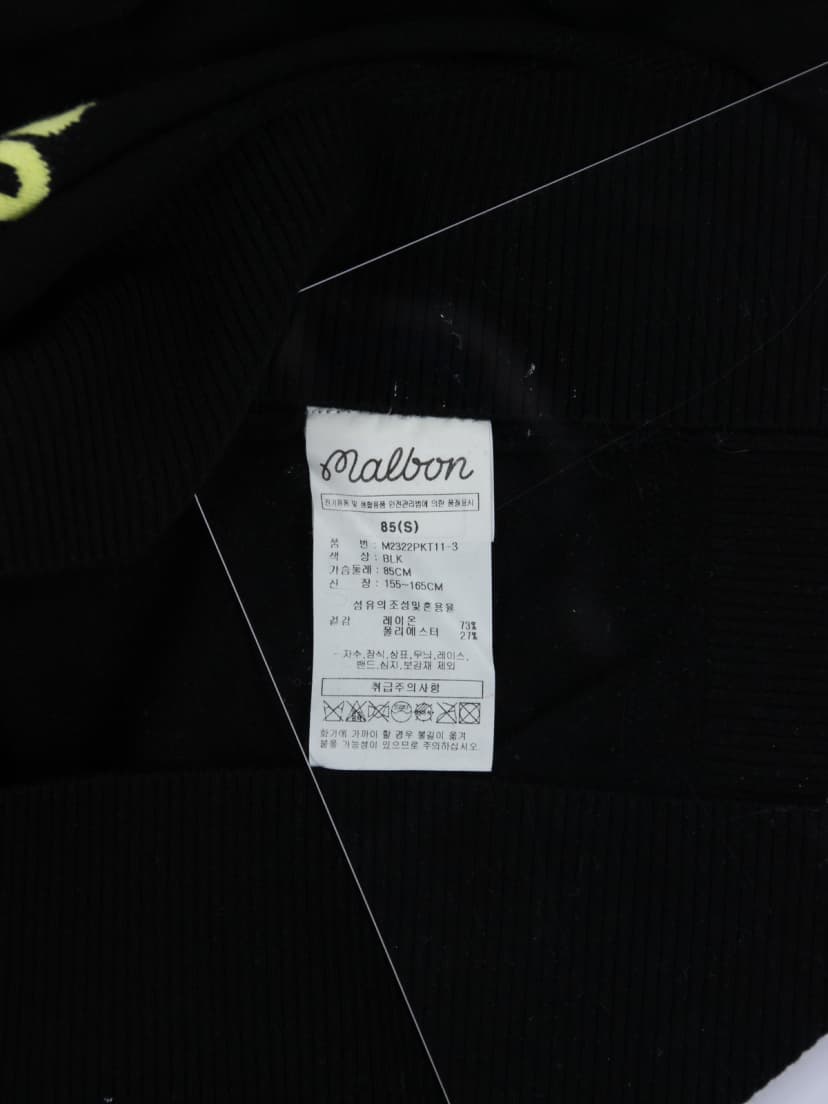 Malbon
전기용품 및 생활용품 안전관리법에 의한 품질표시
85(S)
품 번 : M2322PKT11-3
색 상 : BLK
가슴둘레 : 85CM
신 장 : 155~165CM
섬유의조성및혼용율
겉감 레이온 73%
폴리에스터 27%
- 자수,장식,상표,무늬,레이스,
밴드,심지,보강재 제외
취급주의사항
화기에 가까이 할 경우 불길이 옮겨
붙을 가능성이 있으므로 주의하십시오.